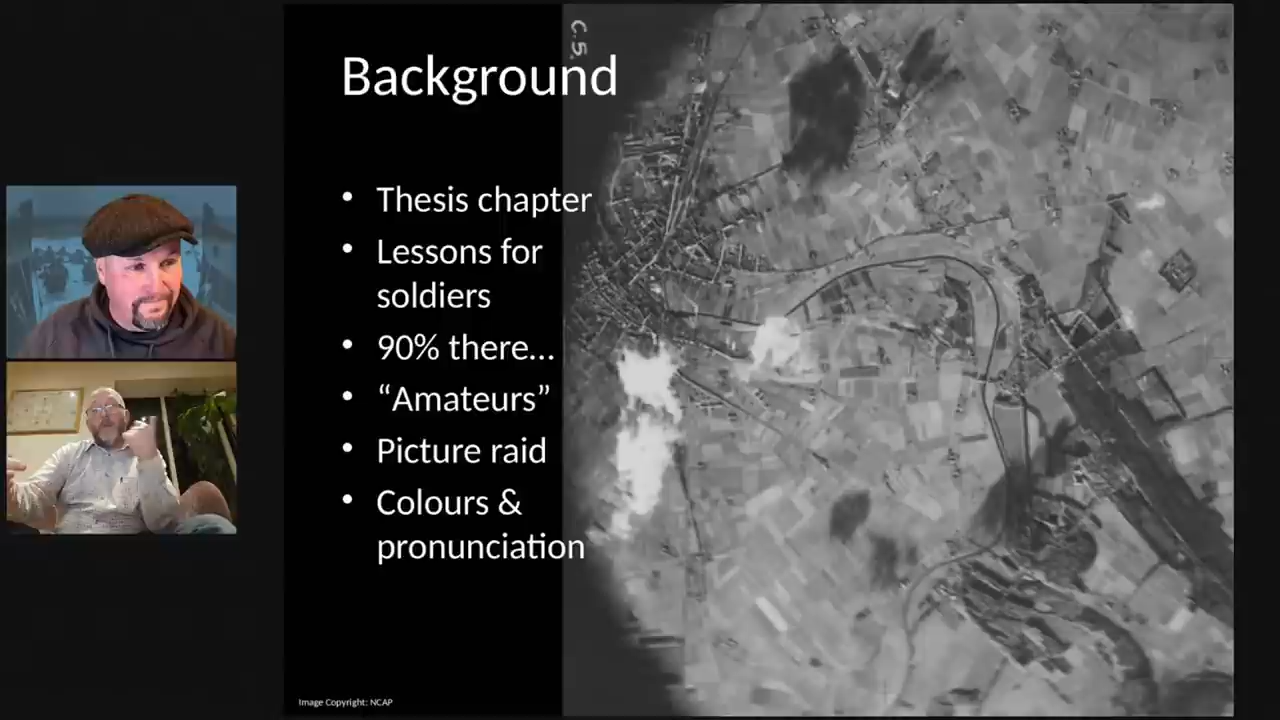 C.5.
Background
• Thesis chapter
• Lessons for
soldiers
• 90% there...
• “Amateurs”
• Picture raid
• Colours &
pronunciation
Image Copyright: NCAP